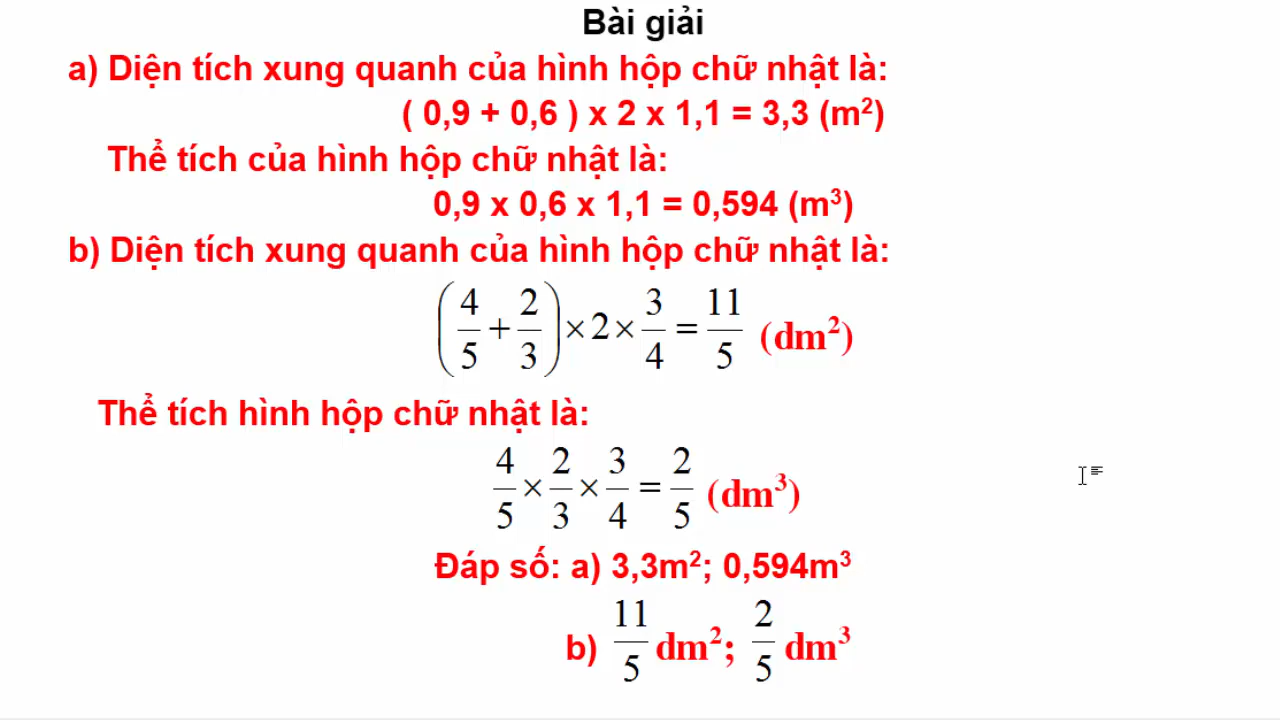 Bài giải
a) Diện tích xung quanh của hình hộp chữ nhật là:
( 0,9 + 0,6 ) x 2 x 1,1 = 3,3 (m²)
Thể tích của hình hộp chữ nhật là:
0,9 x 0,6 x 1,1 = 0,594 (m³)
b) Diện tích xung quanh của hình hộp chữ nhật là:
(4/5 + 2/3) × 2 × 3/4 = 11/5 (dm²)
Thể tích hình hộp chữ nhật là:
4/5 × 2/3 × 3/4 = 2/5 (dm³)
Đáp số: a) 3,3m²; 0,594m³
b) 11/5 dm²; 2/5 dm³